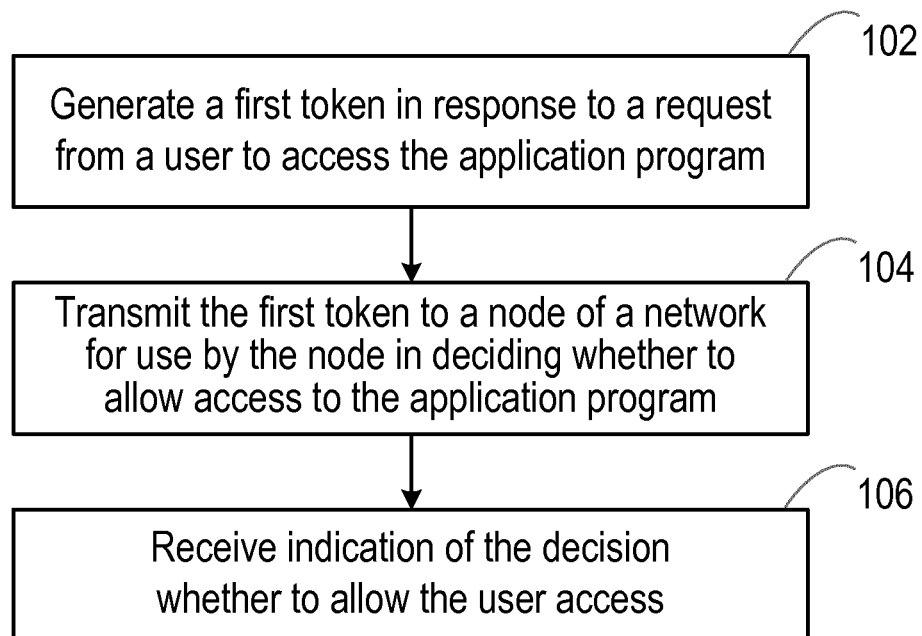 102
Generate a first token in response to a request
from a user to access the application program
104
Transmit the first token to a node of a network
for use by the node in deciding whether to
allow access to the application program
106
Receive indication of the decision
whether to allow the user access